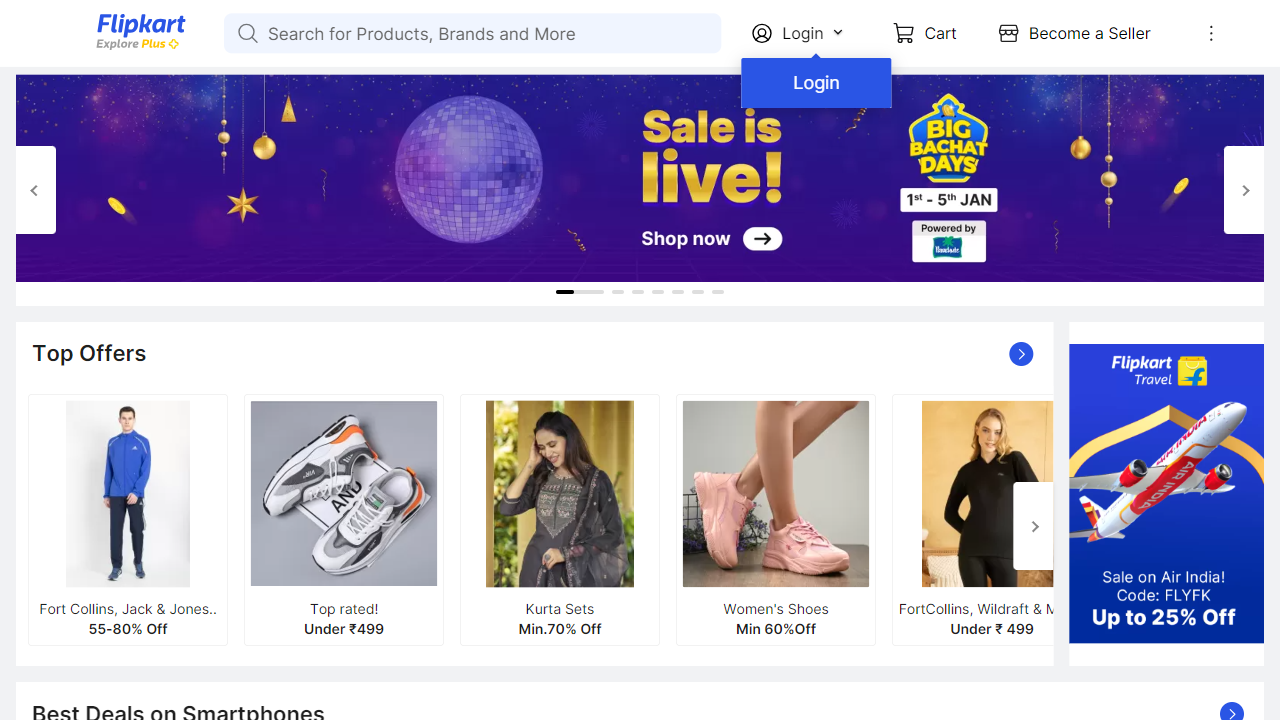 Flipkart
Explore Plus
Search for Products, Brands and More
Login
Cart
Become a Seller
Login
Sale is
live!
Shop now
BIG
BACHAT
DAYS
1st - 5th JAN
Powered by
Parachute
Top Offers
Fort Collins, Jack & Jones..
55-80% Off
Top rated!
Under ₹499
Kurta Sets
Min.70% Off
Women's Shoes
Min 60%Off
FortCollins, Wildraft & M
Under ₹ 499
Flipkart
Travel
AIR INDIA
Sale on Air India!
Code: FLYFK
Up to 25% Off
Best Deals on Smartphones